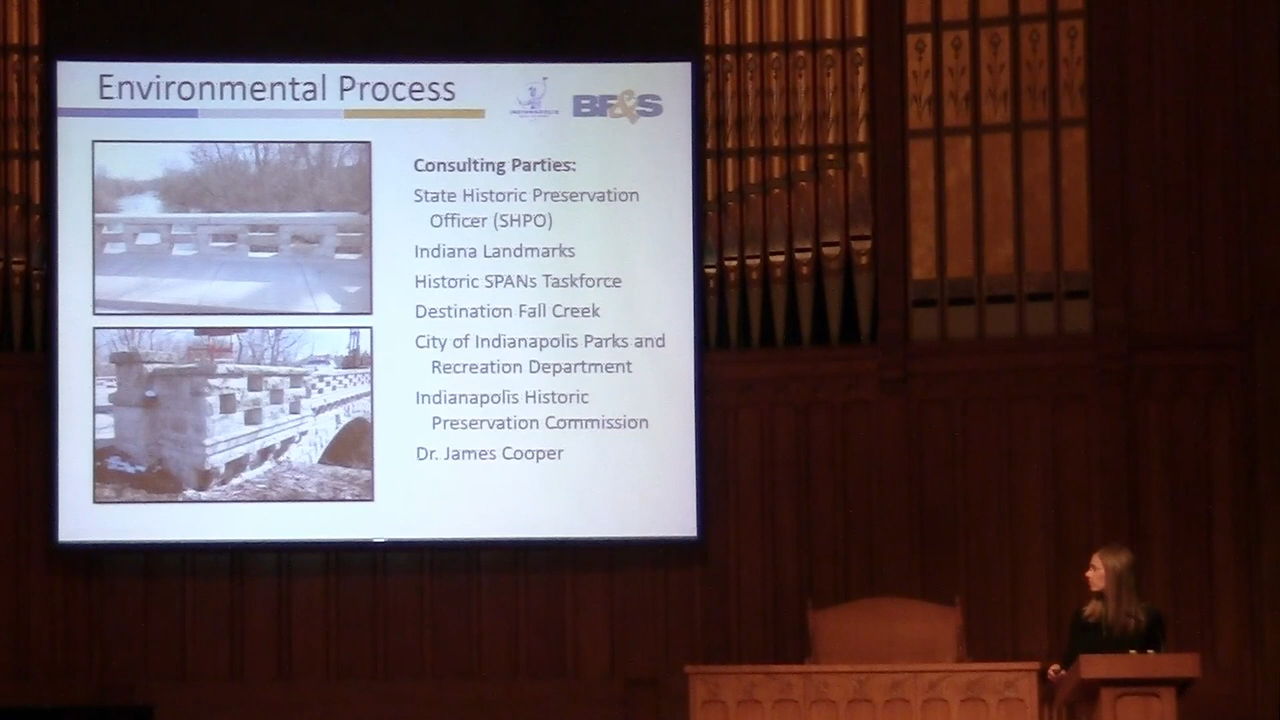 Environmental Process
INDIANAPOLIS
BF&S
Consulting Parties:
State Historic Preservation
Officer (SHPO)
Indiana Landmarks
Historic SPANs Taskforce
Destination Fall Creek
City of Indianapolis Parks and
Recreation Department
Indianapolis Historic
Preservation Commission
Dr. James Cooper